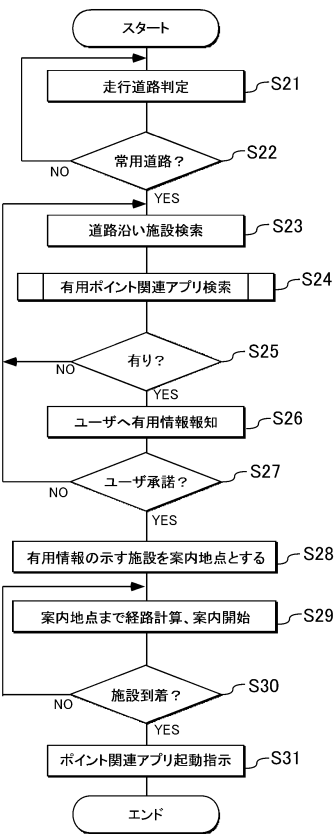 スタート
走行道路判定
S21
常用道路？
S22
NO
YES
道路沿い施設検索
S23
有用ポイント関連アプリ検索
S24
有り？
S25
NO
YES
ユーザへ有用情報報知
S26
ユーザ承諾？
S27
NO
YES
有用情報の示す施設を案内地点とする
S28
案内地点まで経路計算、案内開始
S29
施設到着？
S30
NO
YES
ポイント関連アプリ起動指示
S31
エンド